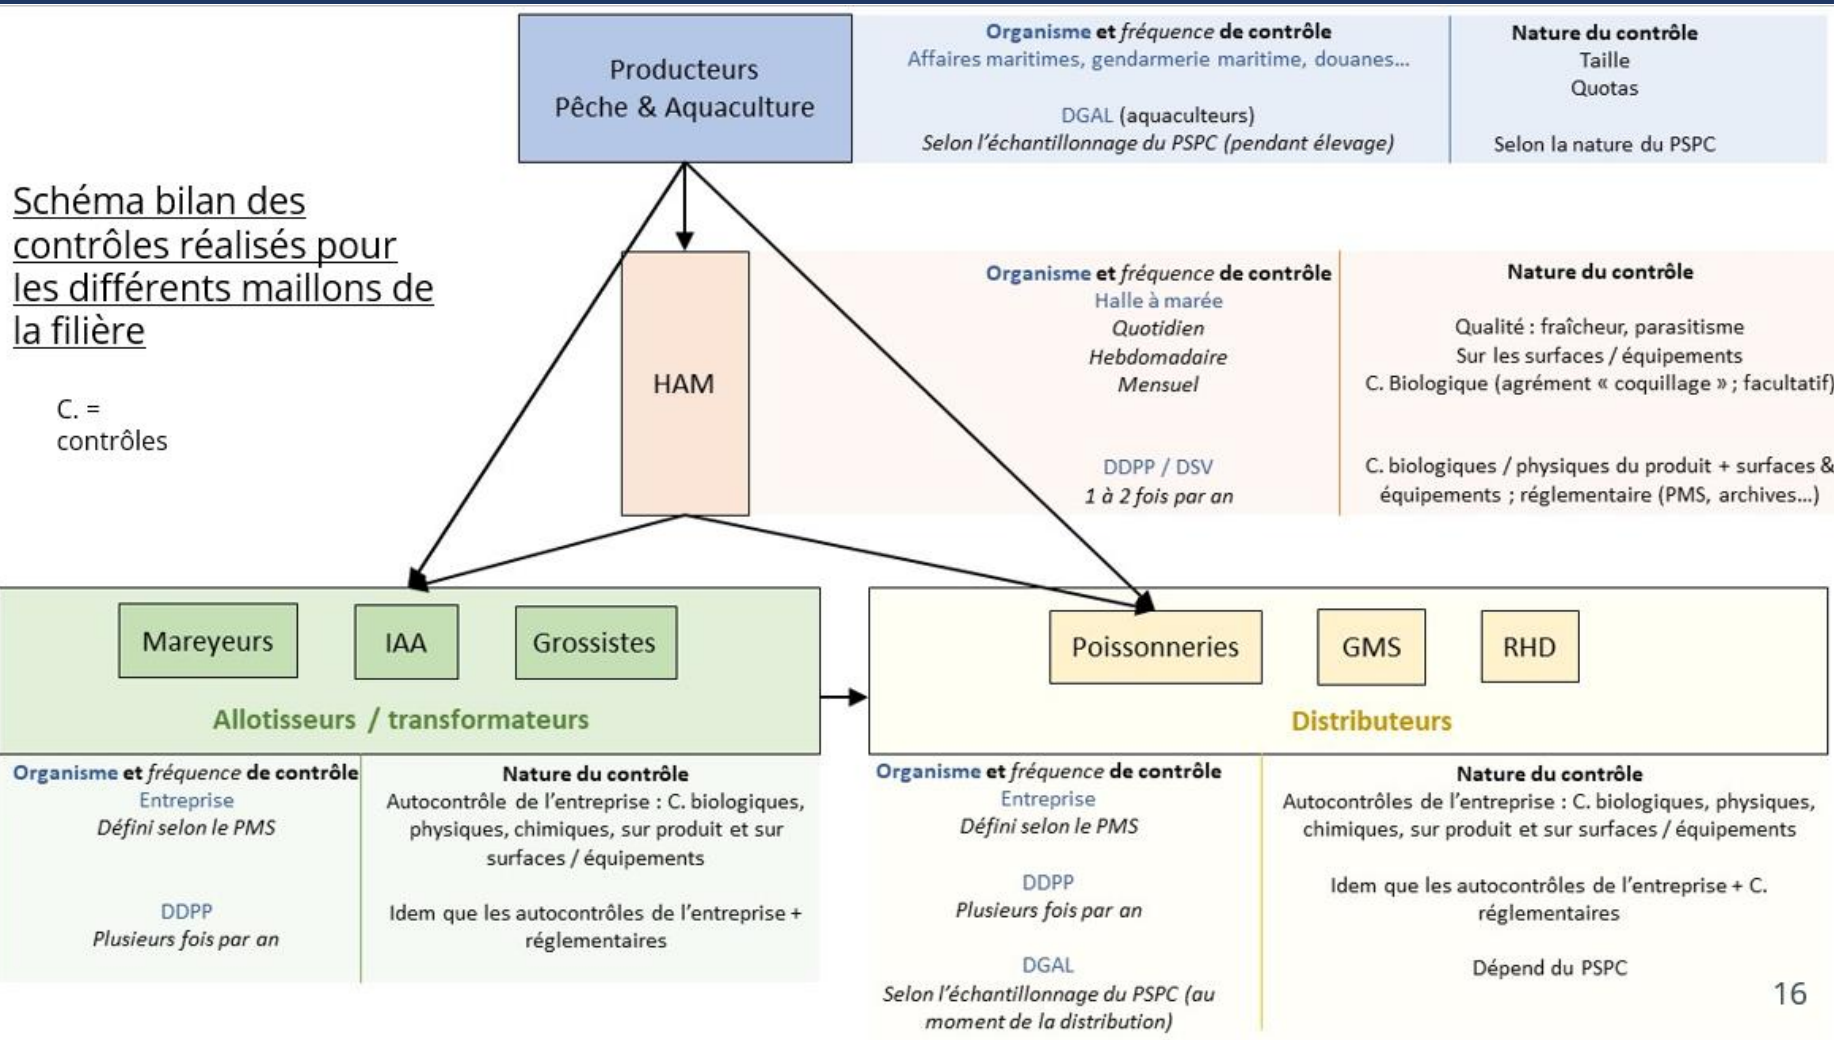 Producteurs
Pêche & Aquaculture
Organisme et fréquence de contrôle
Affaires maritimes, gendarmerie maritime, douanes...
DGAL (aquaculteurs)
Selon l'échantillonnage du PSPC (pendant élevage)
Nature du contrôle
Taille
Quotas
Selon la nature du PSPC
Schéma bilan des
contrôles réalisés pour
les différents maillons de
la filière
C. =
contrôles
HAM
Organisme et fréquence de contrôle
Halle à marée
Quotidien
Hebdomadaire
Mensuel
DDPP / DSV
1 à 2 fois par an
Nature du contrôle
Qualité : fraîcheur, parasitisme
Sur les surfaces / équipements
C. Biologique (agrément « coquillage » ; facultatif)
C. biologiques / physiques du produit + surfaces &
équipements ; réglementaire (PMS, archives...)
Mareyeurs
IAA
Grossistes
Allotisseurs / transformateurs
Poissonneries
GMS
RHD
Distributeurs
Organisme et fréquence de contrôle
Entreprise
Défini selon le PMS
DDPP
Plusieurs fois par an
Nature du contrôle
Autocontrôle de l'entreprise : C. biologiques,
physiques, chimiques, sur produit et sur
surfaces / équipements
Idem que les autocontrôles de l'entreprise +
réglementaires
Organisme et fréquence de contrôle
Entreprise
Défini selon le PMS
DDPP
Plusieurs fois par an
DGAL
Selon l'échantillonnage du PSPC (au
moment de la distribution)
Nature du contrôle
Autocontrôles de l'entreprise : C. biologiques, physiques,
chimiques, sur produit et sur surfaces / équipements
Idem que les autocontrôles de l'entreprise + C.
réglementaires
Dépend du PSPC
16